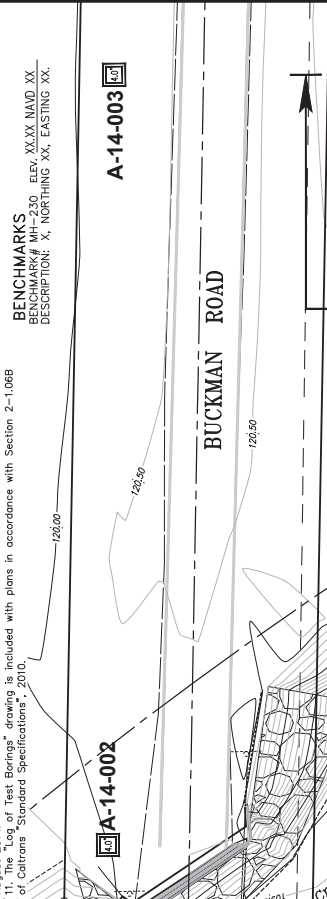 11. The "Log of Test Borings" drawing is included with plans in accordance with Section 2-1.06B
of Caltrans "Standard Specifications", 2010.
BENCHMARKS
BENCHMARK# MH-230 ELEV. XX.XX NAVD XX
DESCRIPTION: X, NORTHING XX, EASTING XX.
120.00
A-14-002
4.0"
A-14-003
4.0"
120.50
BUCKMAN ROAD
120.50